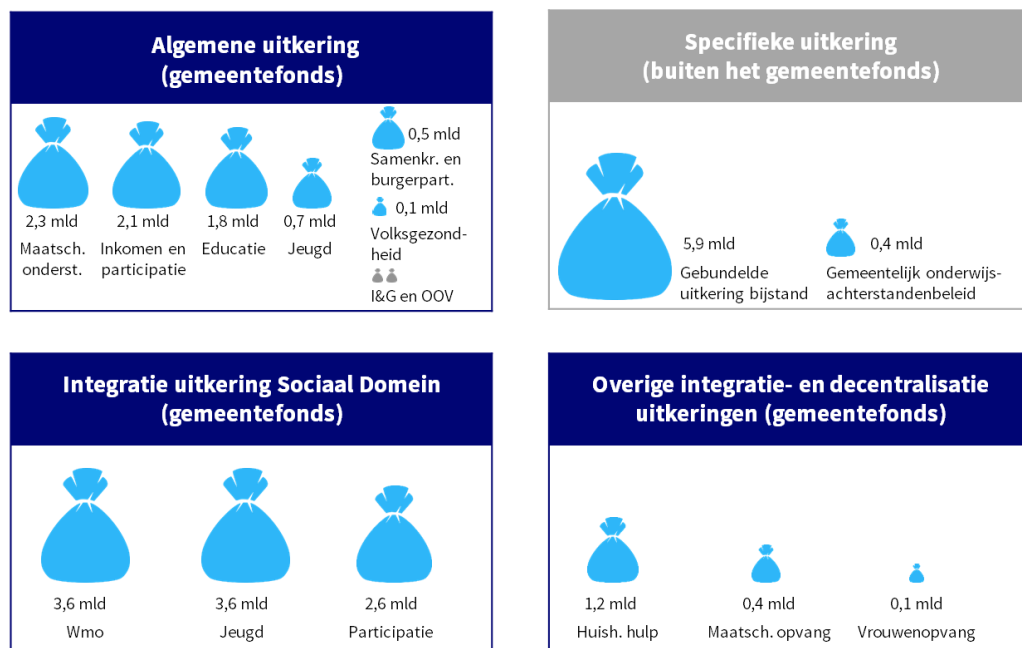 Algemene uitkering
(gemeentefonds)
2,3 mld
Maatsch.
onderst.
2,1 mld
Inkomen en
participatie
1,8 mld
Educatie
0,7 mld
Jeugd
0,5 mld
Samenkr. en
burgerpart.
0,1 mld
Volksgezond-
heid
I&G en OOV
Specifieke uitkering
(buiten het gemeentefonds)
5,9 mld
Gebundelde
uitkering bijstand
0,4 mld
Gemeentelijk onderwijs-
achterstandenbeleid
Integratie uitkering Sociaal Domein
(gemeentefonds)
3,6 mld
Wmo
3,6 mld
Jeugd
2,6 mld
Participatie
Overige integratie- en decentralisatie
uitkeringen (gemeentefonds)
1,2 mld
Huish. hulp
0,4 mld
Maatsch. opvang
0,1 mld
Vrouwenopvang